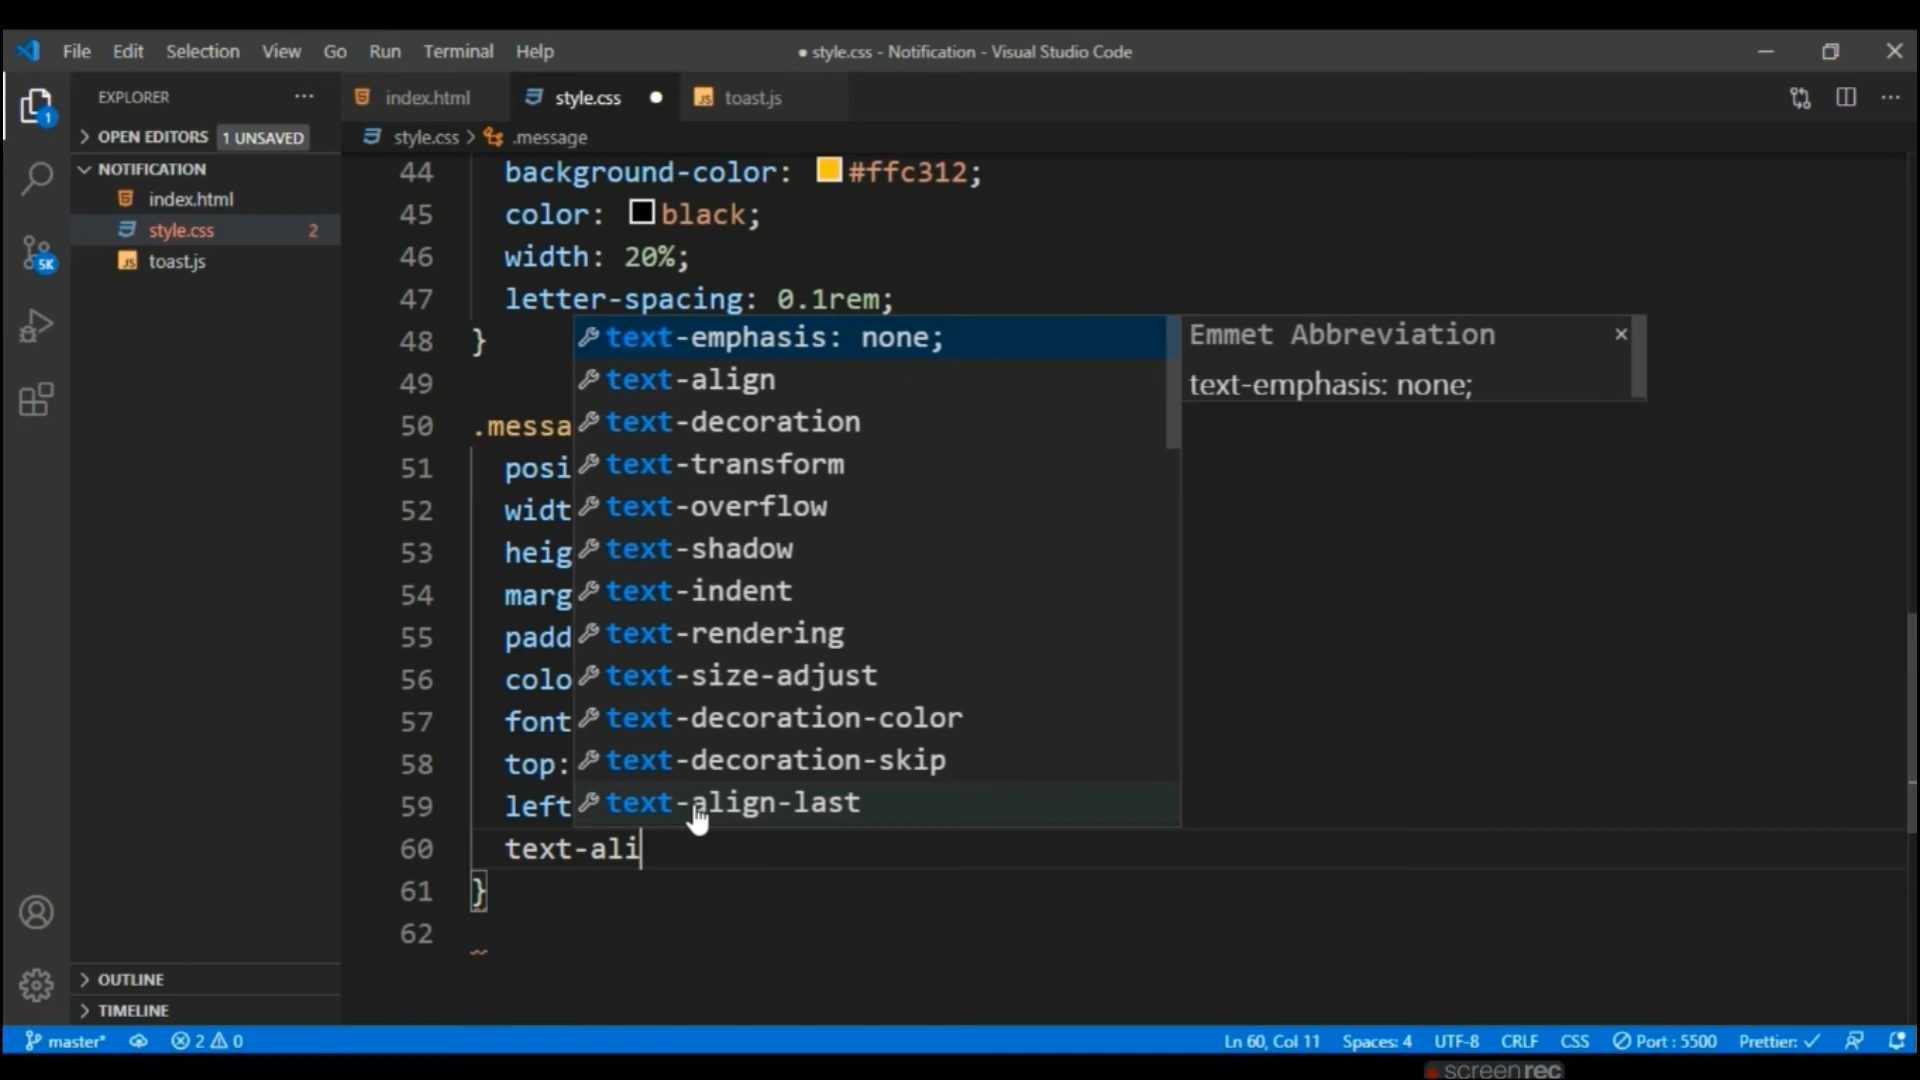 File Edit Selection View Go Run Terminal Help
● style.css - Notification - Visual Studio Code
EXPLORER ···
index.html
style.css ●
JS toast.js
1
OPEN EDITORS 1 UNSAVED
style.css > .message
NOTIFICATION
index.html
style.css 2
JS toast.js
5K
44 background-color: #ffc312;
45 color: black;
46 width: 20%;
47 letter-spacing: 0.1rem;
48 }
49
50 .messa
51 posi
52 widt
53 heig
54 marg
55 padd
56 colo
57 font
58 top:
59 left
60 text-ali
61 }
62
text-emphasis: none;
text-align
text-decoration
text-transform
text-overflow
text-shadow
text-indent
text-rendering
text-size-adjust
text-decoration-color
text-decoration-skip
text-align-last
Emmet Abbreviation ×
text-emphasis: none;
OUTLINE
TIMELINE
master* 2 0
Ln 60, Col 11 Spaces: 4 UTF-8 CRLF CSS Port : 5500 Prettier: ✓
screenrec